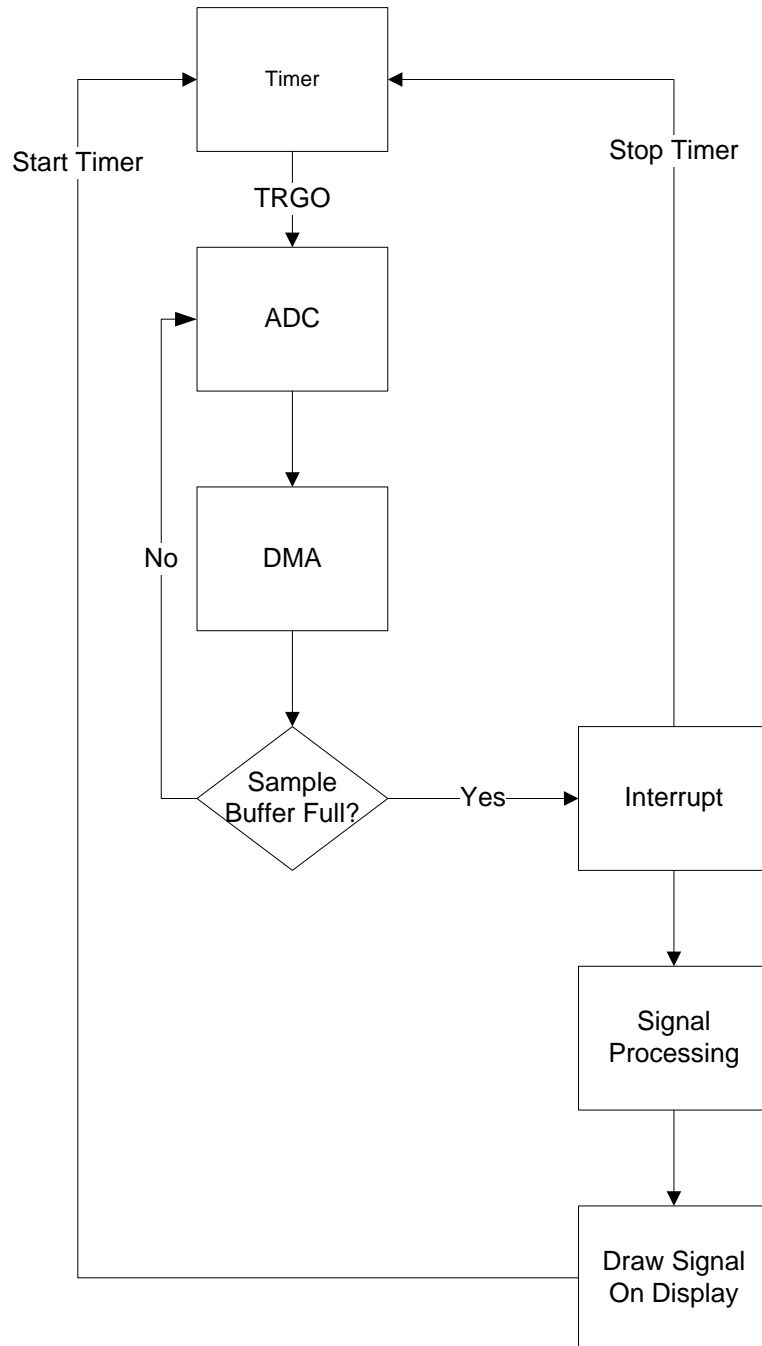 Timer
Start Timer
Stop Timer
TRGO
ADC
No
DMA
Sample
Buffer Full?
Yes
Interrupt
Signal
Processing
Draw Signal
On Display